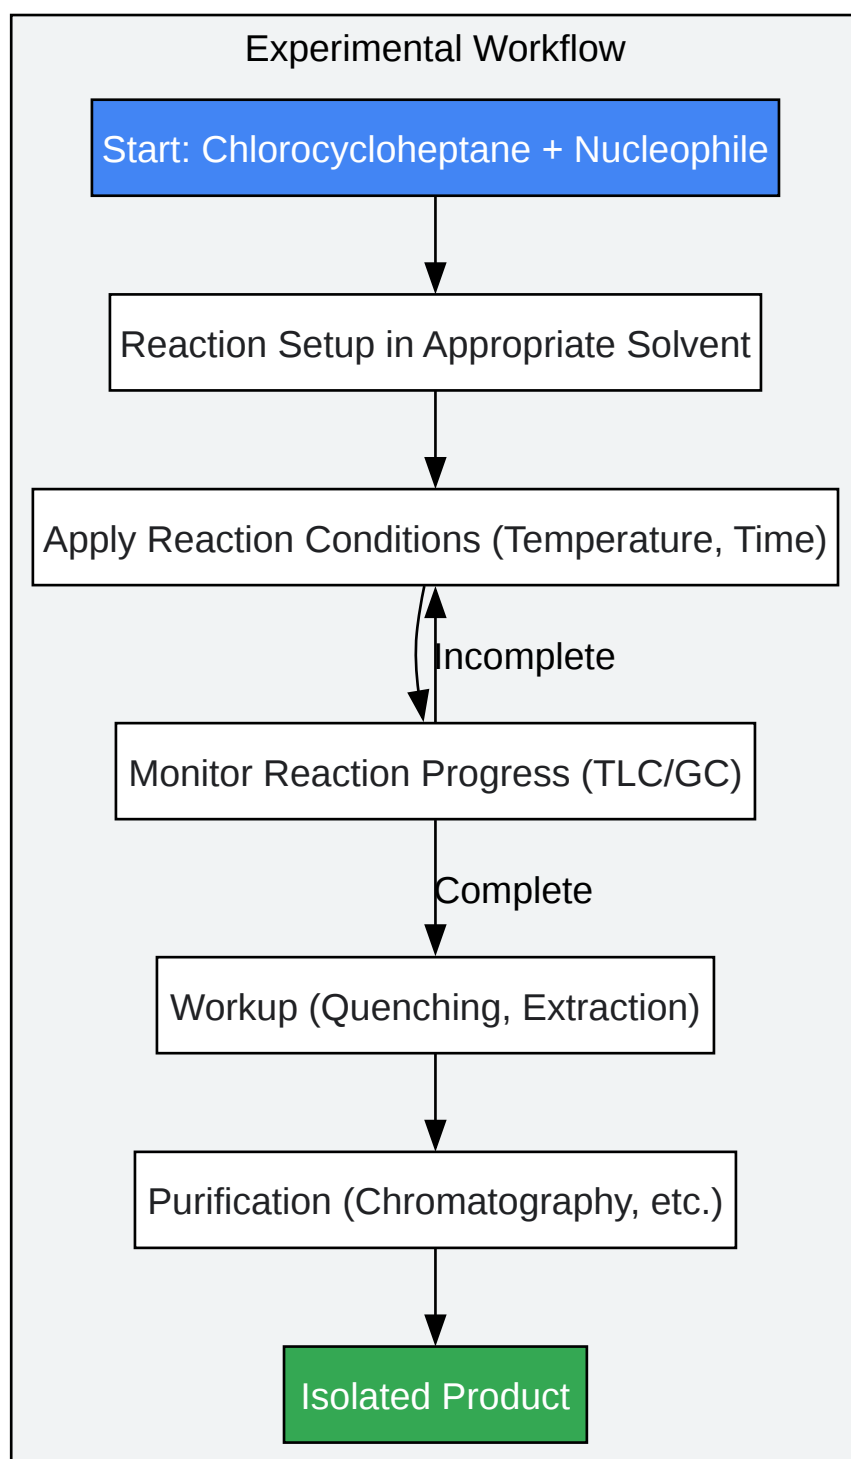 Experimental Workflow
Start: Chlorocycloheptane + Nucleophile
Reaction Setup in Appropriate Solvent
Apply Reaction Conditions (Temperature, Time)
Incomplete
Monitor Reaction Progress (TLC/GC)
Complete
Workup (Quenching, Extraction)
Purification (Chromatography, etc.)
Isolated Product